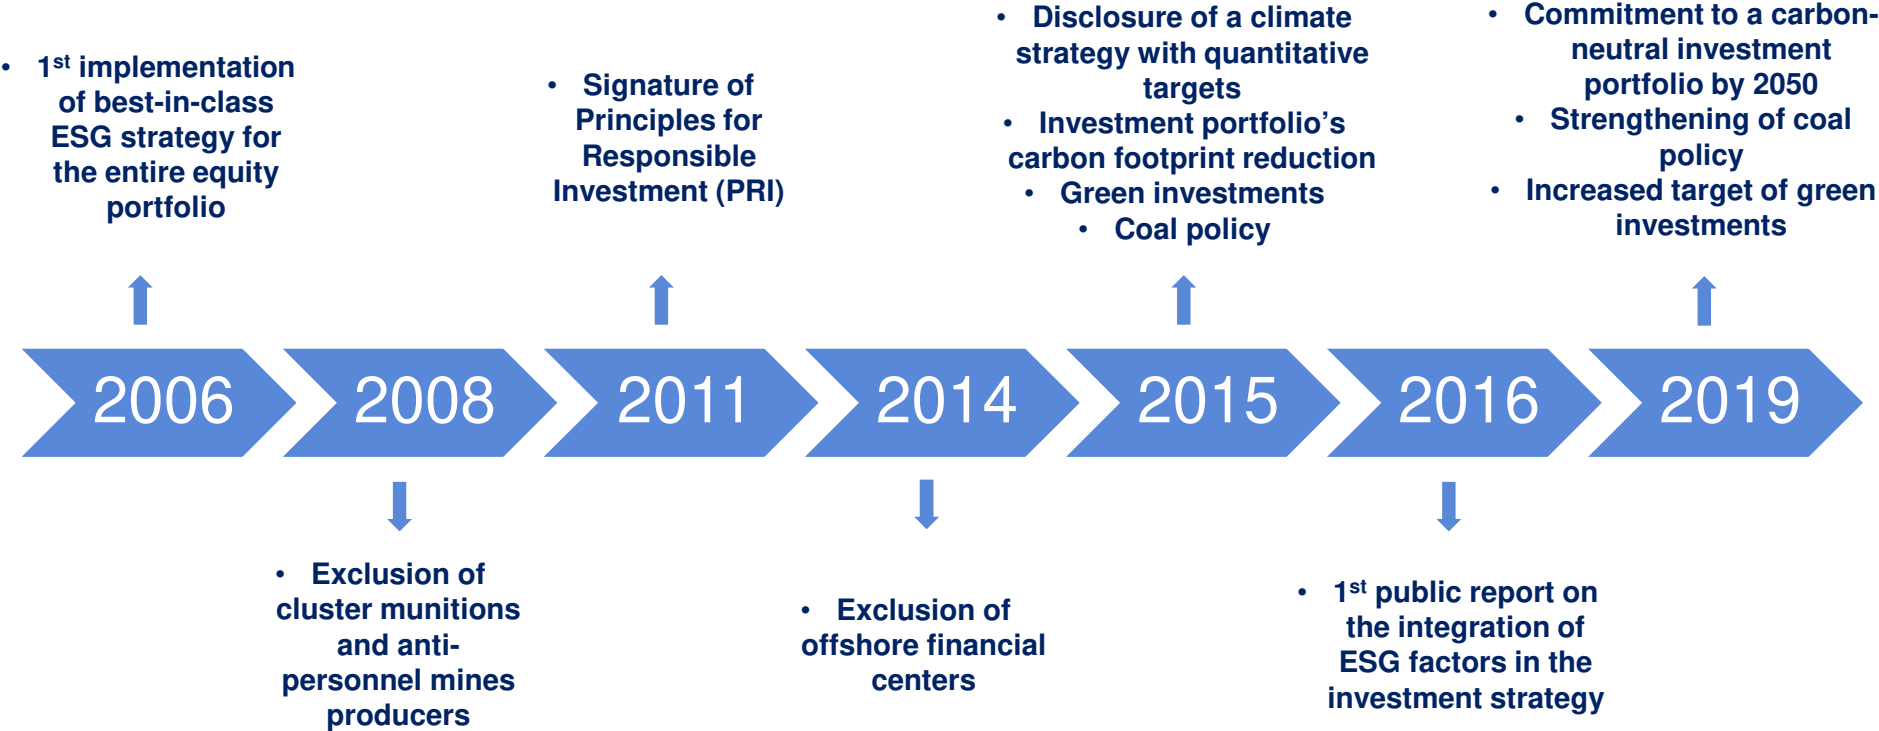 • 1st implementation
of best-in-class
ESG strategy for
the entire equity
portfolio
• Signature of
Principles for
Responsible
Investment (PRI)
• Disclosure of a climate
strategy with quantitative
targets
• Investment portfolio’s
carbon footprint reduction
• Green investments
• Coal policy
• Commitment to a carbon-
neutral investment
portfolio by 2050
• Strengthening of coal
policy
• Increased target of green
investments
2006
2008
2011
2014
2015
2016
2019
• Exclusion of
cluster munitions
and anti-
personnel mines
producers
• Exclusion of
offshore financial
centers
• 1st public report on
the integration of
ESG factors in the
investment strategy